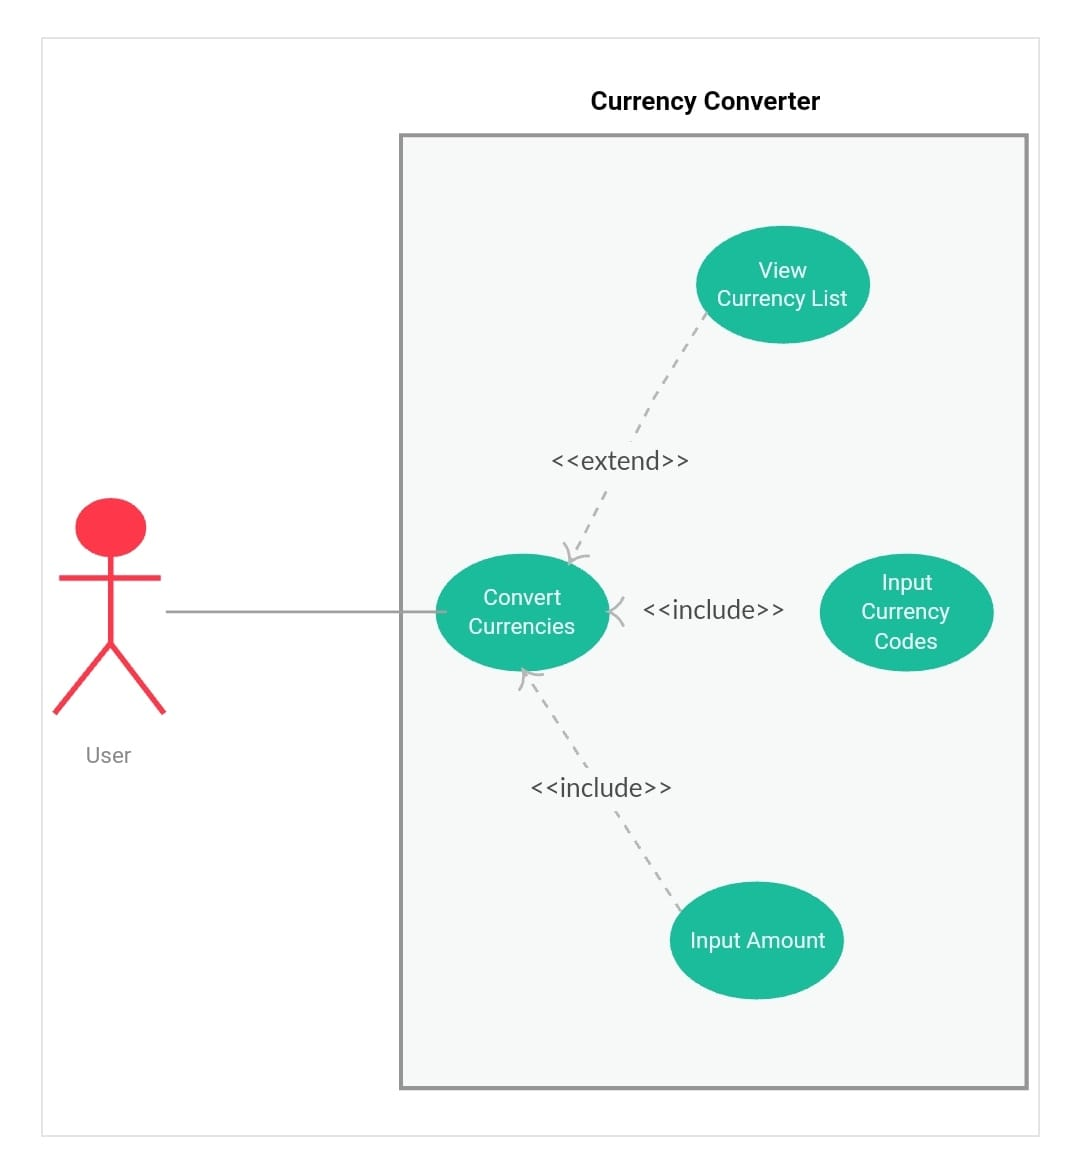 Currency Converter
View
Currency List
<<extend>>
Convert
Currencies
<<include>>
Input
Currency
Codes
User
<<include>>
Input Amount